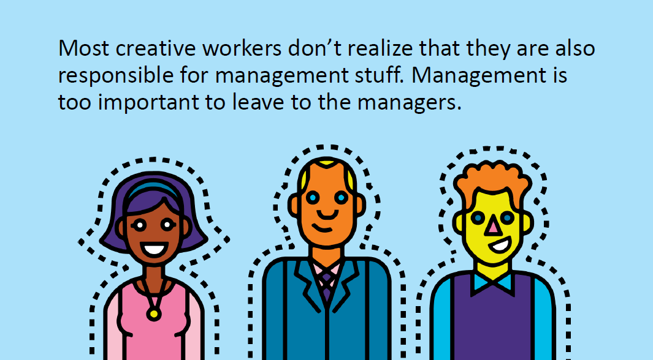 Most creative workers don’t realize that they are also
responsible for management stuff. Management is
too important to leave to the managers.